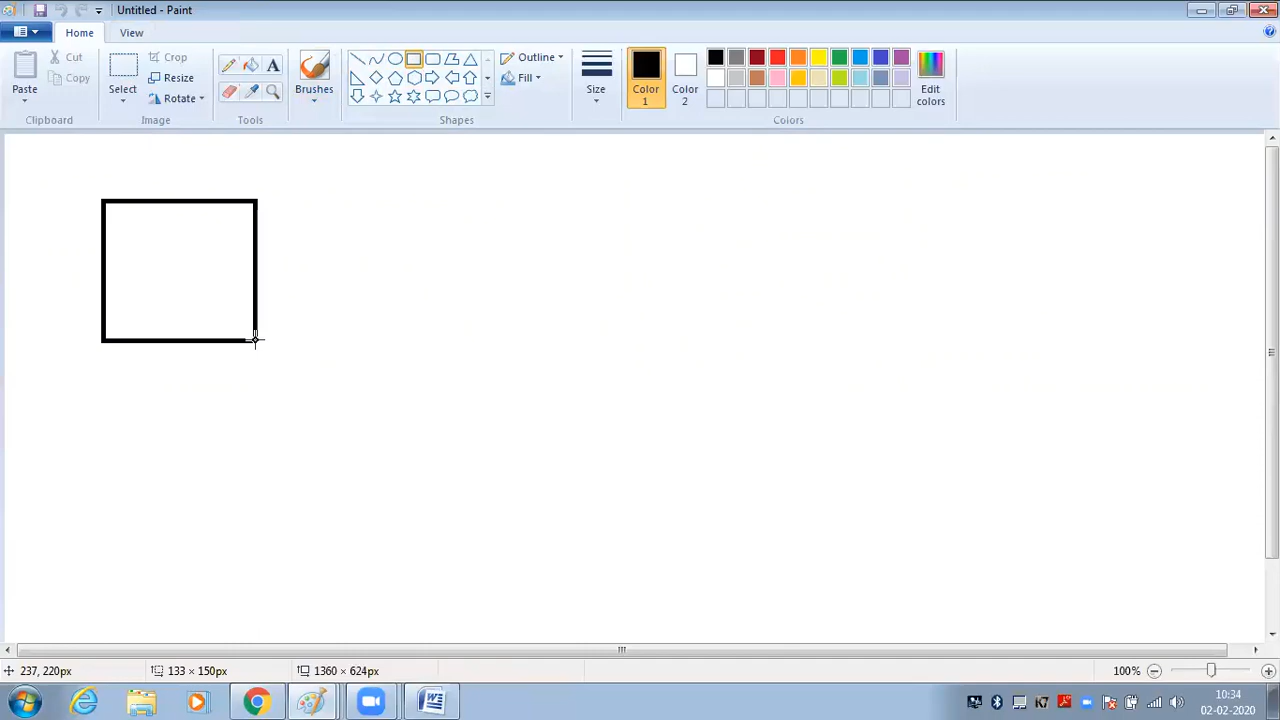 Untitled - Paint
Home
View
Paste
Cut
Copy
Clipboard
Select
Crop
Resize
Rotate
Image
A
Tools
Brushes
Shapes
Outline
Fill
Size
Color
1
Color
2
Colors
Edit
colors
237, 220px
133 × 150px
1360 × 624px
100%
W
K7
10:34
02-02-2020